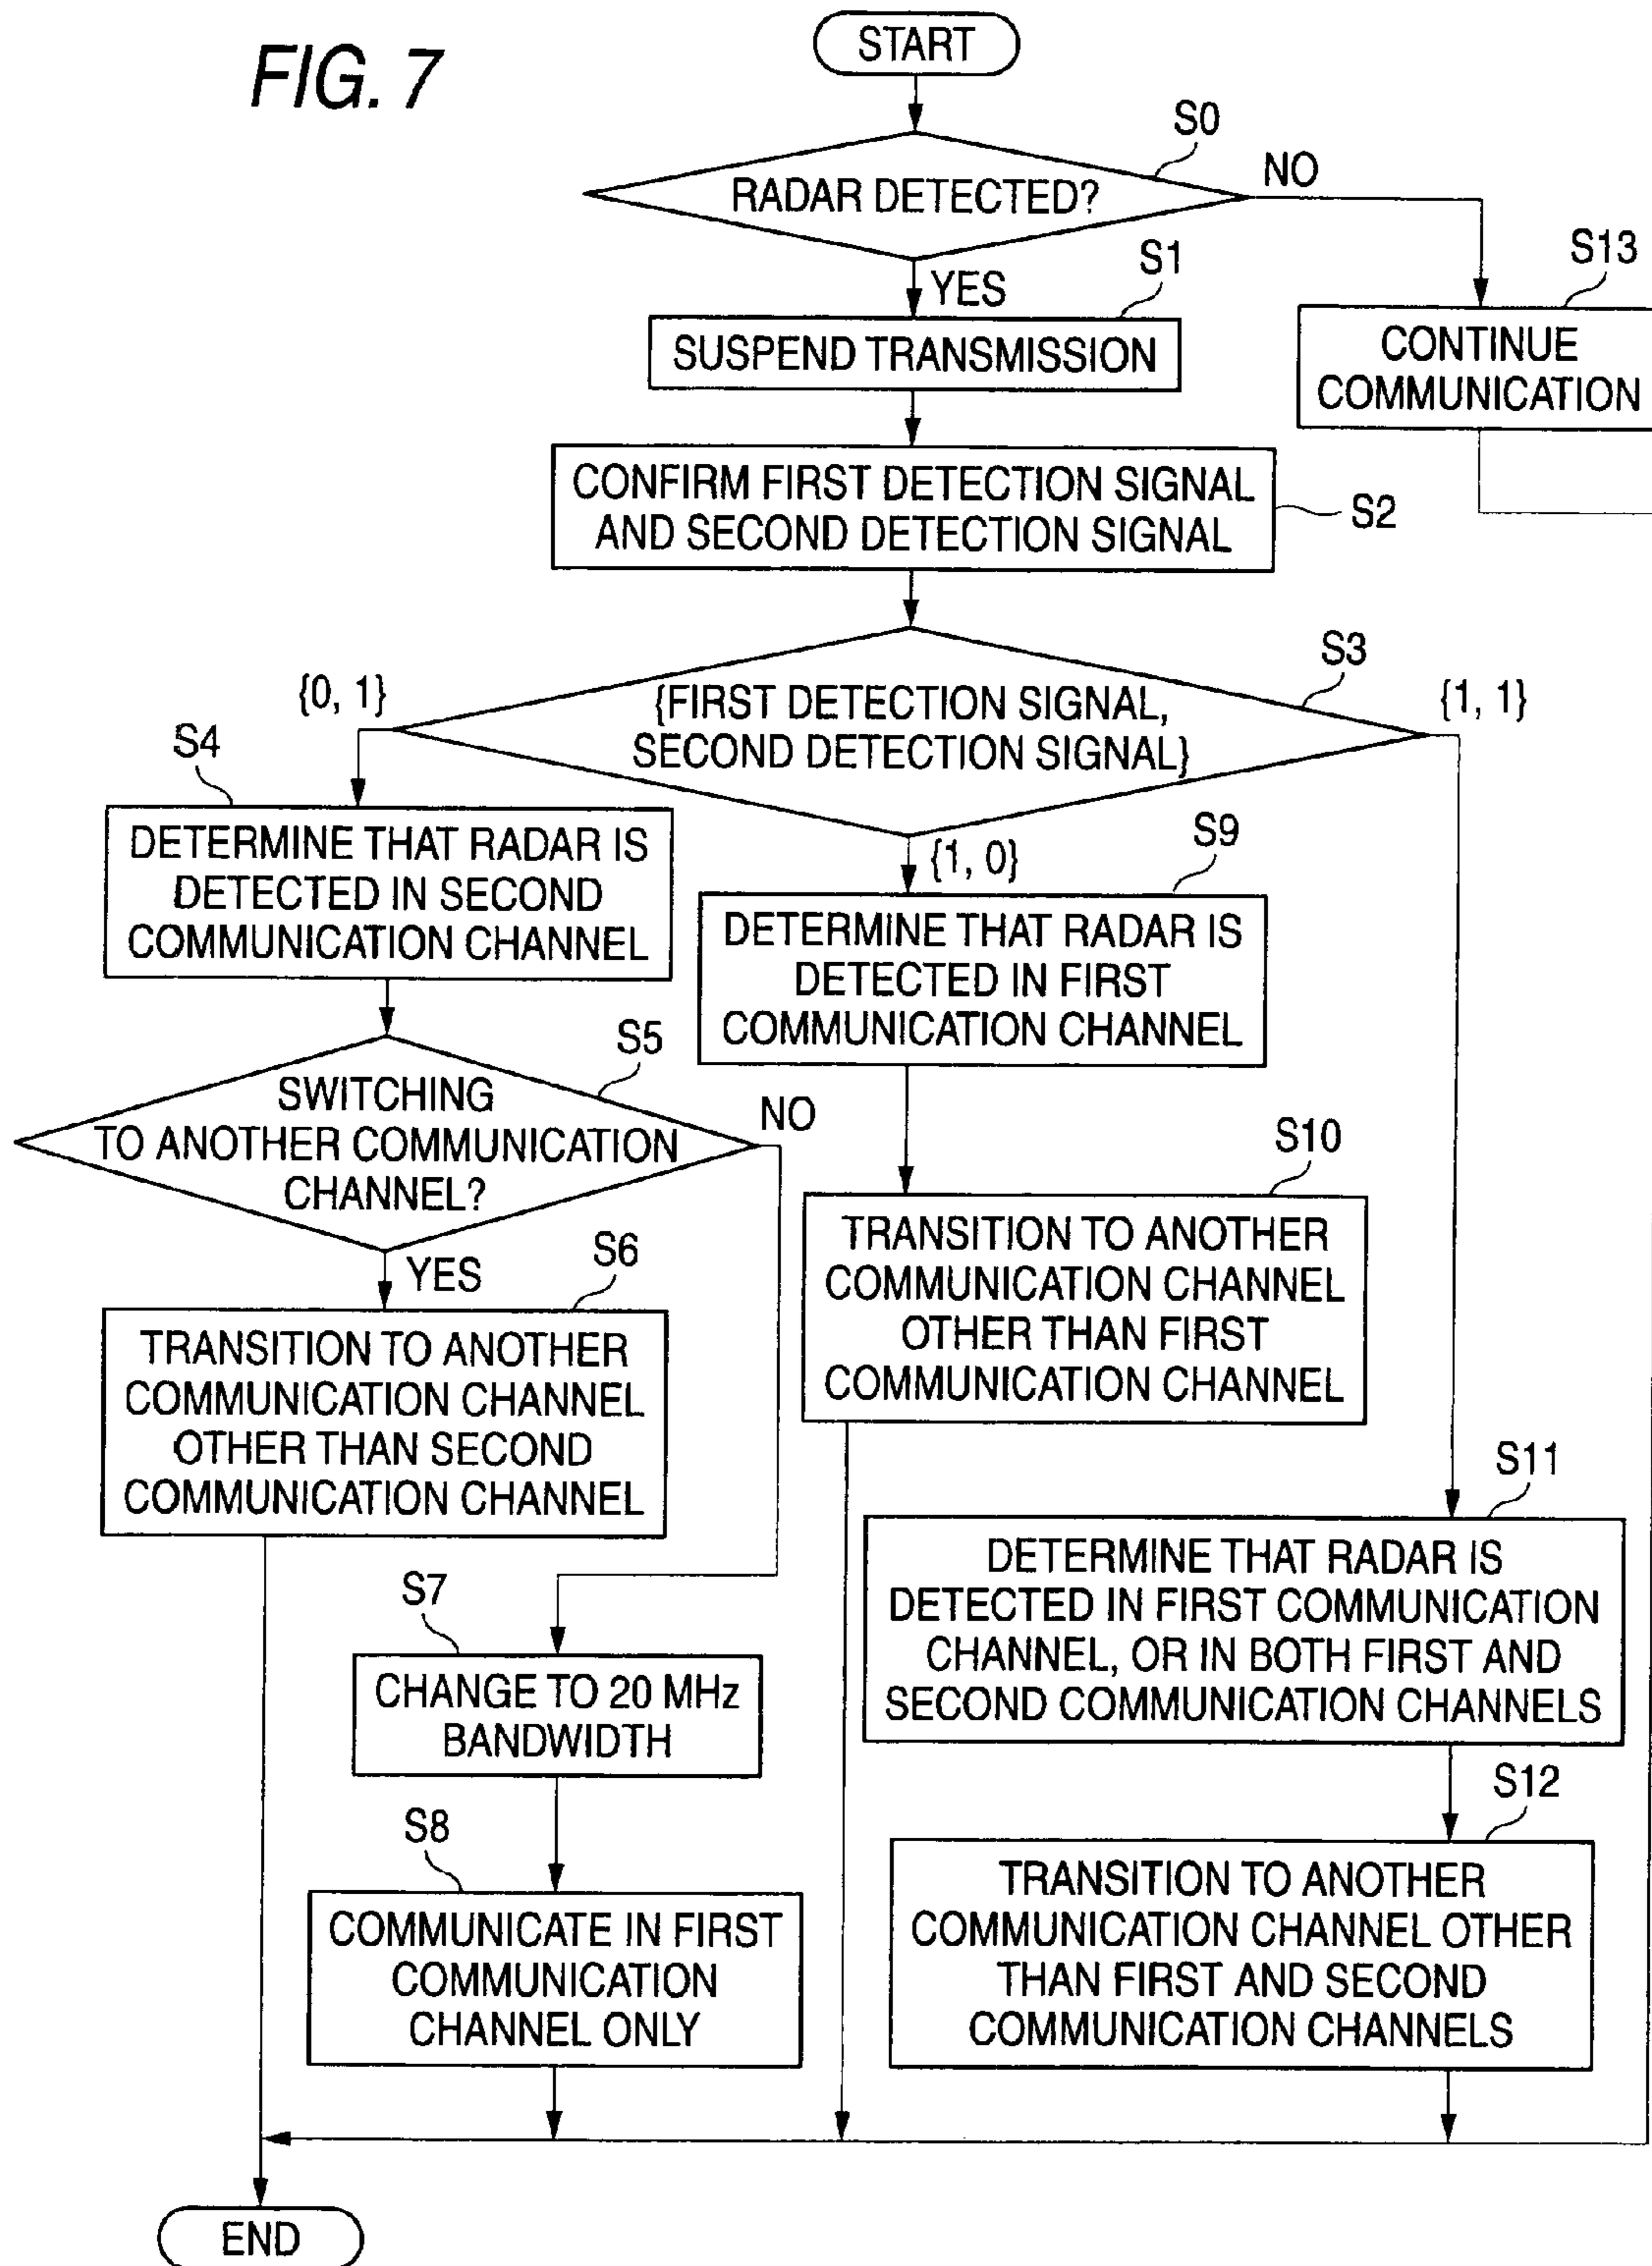 FIG. 7
START
S0
RADAR DETECTED?
NO
YES
S1
SUSPEND TRANSMISSION
S13
CONTINUE
COMMUNICATION
CONFIRM FIRST DETECTION SIGNAL
AND SECOND DETECTION SIGNAL
S2
S3
{FIRST DETECTION SIGNAL,
SECOND DETECTION SIGNAL}
{0, 1}
{1, 1}
{1, 0}
S4
DETERMINE THAT RADAR IS
DETECTED IN SECOND
COMMUNICATION CHANNEL
S9
DETERMINE THAT RADAR IS
DETECTED IN FIRST
COMMUNICATION CHANNEL
S5
SWITCHING
TO ANOTHER COMMUNICATION
CHANNEL?
NO
YES
S6
TRANSITION TO ANOTHER
COMMUNICATION CHANNEL
OTHER THAN SECOND
COMMUNICATION CHANNEL
S10
TRANSITION TO ANOTHER
COMMUNICATION CHANNEL
OTHER THAN FIRST
COMMUNICATION CHANNEL
S11
DETERMINE THAT RADAR IS
DETECTED IN FIRST COMMUNICATION
CHANNEL, OR IN BOTH FIRST AND
SECOND COMMUNICATION CHANNELS
S7
CHANGE TO 20 MHz
BANDWIDTH
S12
TRANSITION TO ANOTHER
COMMUNICATION CHANNEL OTHER
THAN FIRST AND SECOND
COMMUNICATION CHANNELS
S8
COMMUNICATE IN FIRST
COMMUNICATION
CHANNEL ONLY
END